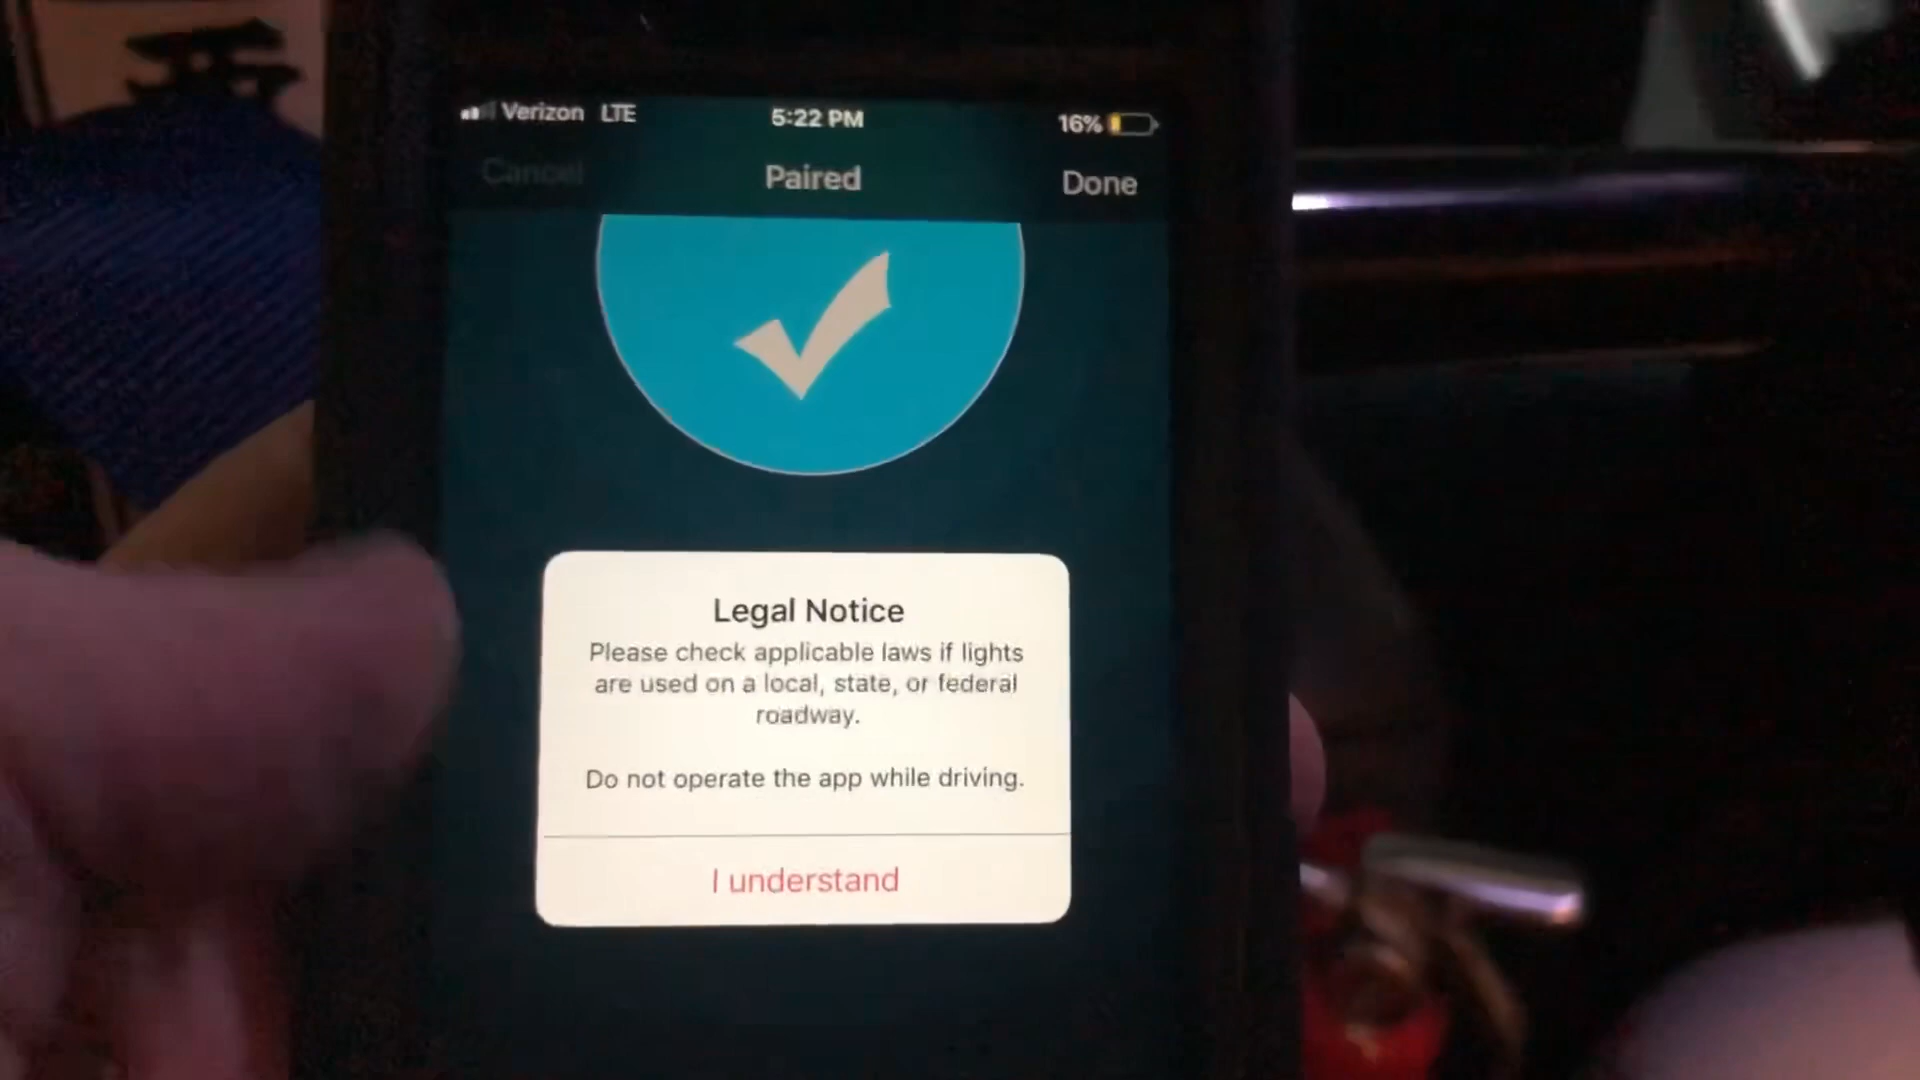 Verizon LTE 5:22 PM 16%
Cancel Paired Done
Legal Notice
Please check applicable laws if lights
are used on a local, state, or federal
roadway.
Do not operate the app while driving.
I understand